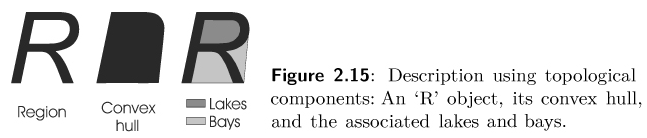 R
R
Region
Convex
hull
Lakes
Bays
Figure 2.15: Description using topological
components: An ‘R’ object, its convex hull,
and the associated lakes and bays.